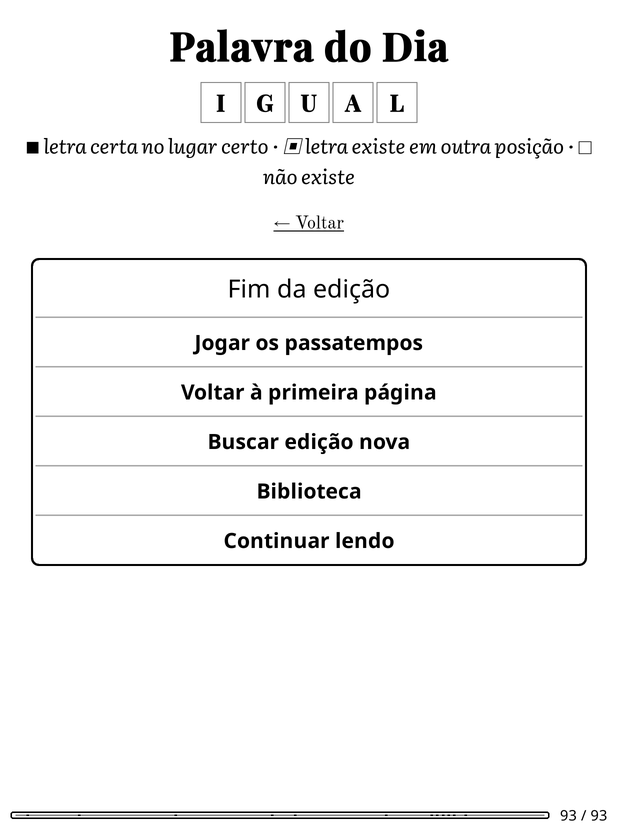 Palavra do Dia
I G U A L
■ letra certa no lugar certo · ▣ letra existe em outra posição · □
não existe
← Voltar
Fim da edição
Jogar os passatempos
Voltar à primeira página
Buscar edição nova
Biblioteca
Continuar lendo
93 / 93